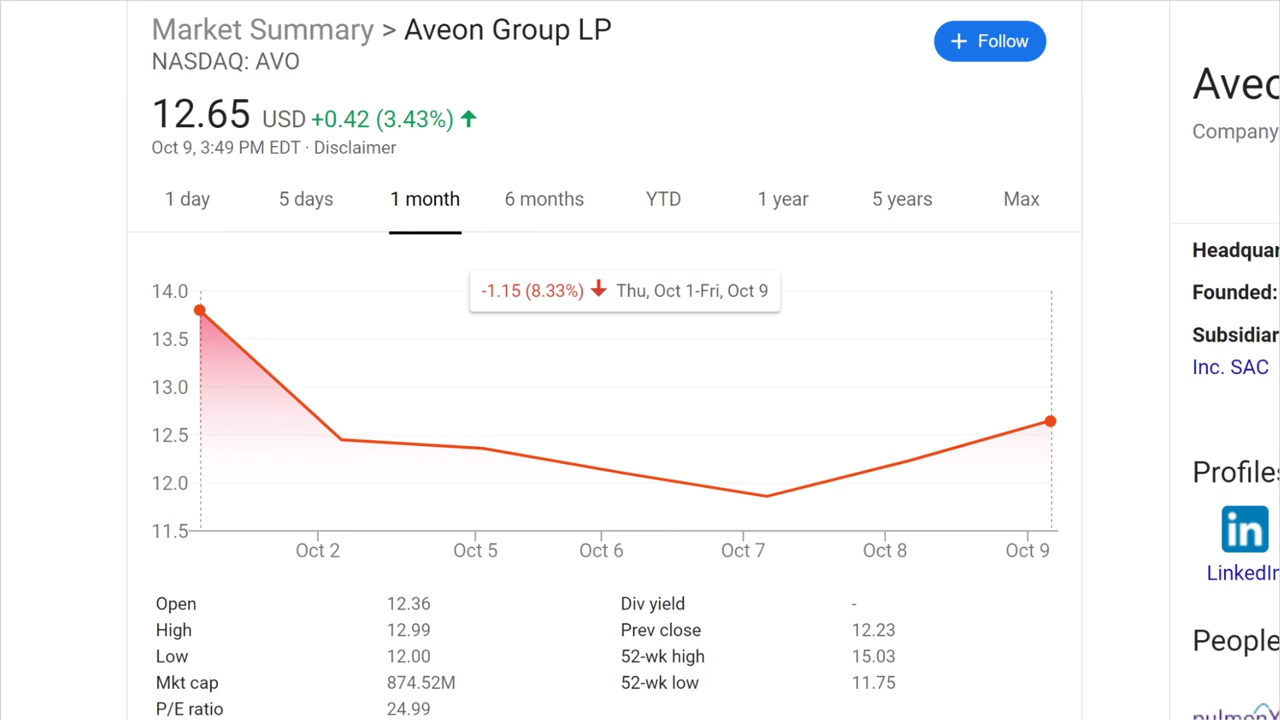 Market Summary > Aveon Group LP
NASDAQ: AVO
+ Follow
12.65 USD +0.42 (3.43%)
Oct 9, 3:49 PM EDT · Disclaimer
1 day 5 days 1 month 6 months YTD 1 year 5 years Max
-1.15 (8.33%) Thu, Oct 1-Fri, Oct 9
14.0
13.5
13.0
12.5
12.0
11.5
Oct 2 Oct 5 Oct 6 Oct 7 Oct 8 Oct 9
Open 12.36 Div yield -
High 12.99 Prev close 12.23
Low 12.00 52-wk high 15.03
Mkt cap 874.52M 52-wk low 11.75
P/E ratio 24.99
Company
Founded:
Inc. SAC
in
People